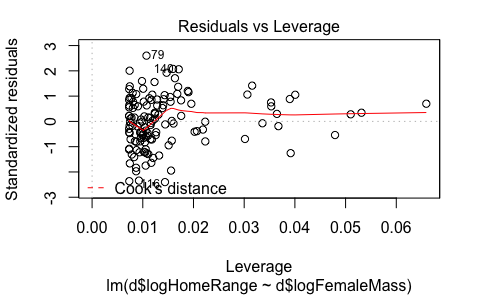 Residuals vs Leverage
Standardized residuals
3
2
1
0
-1
-3
79
140
116
Cook's distance
0.00 0.01 0.02 0.03 0.04 0.05 0.06
Leverage
lm(d$logHomeRange ~ d$logFemaleMass)